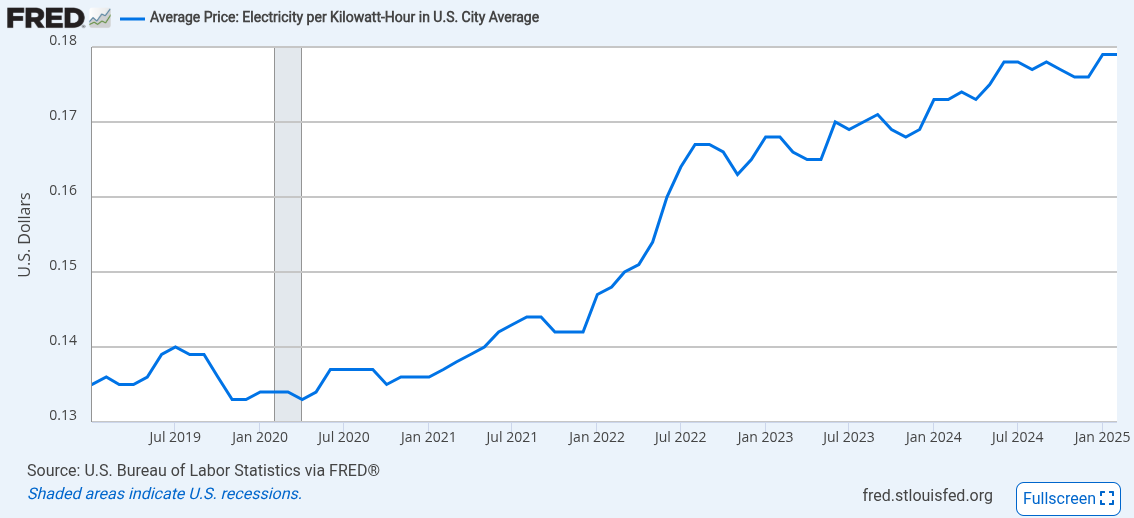 FRED® Average Price: Electricity per Kilowatt-Hour in U.S. City Average
0.18
0.17
0.16
0.15
0.14
0.13
U.S. Dollars
Jul 2019 Jan 2020 Jul 2020 Jan 2021 Jul 2021 Jan 2022 Jul 2022 Jan 2023 Jul 2023 Jan 2024 Jul 2024 Jan 2025
Source: U.S. Bureau of Labor Statistics via FRED®
Shaded areas indicate U.S. recessions.
fred.stlouisfed.org
Fullscreen